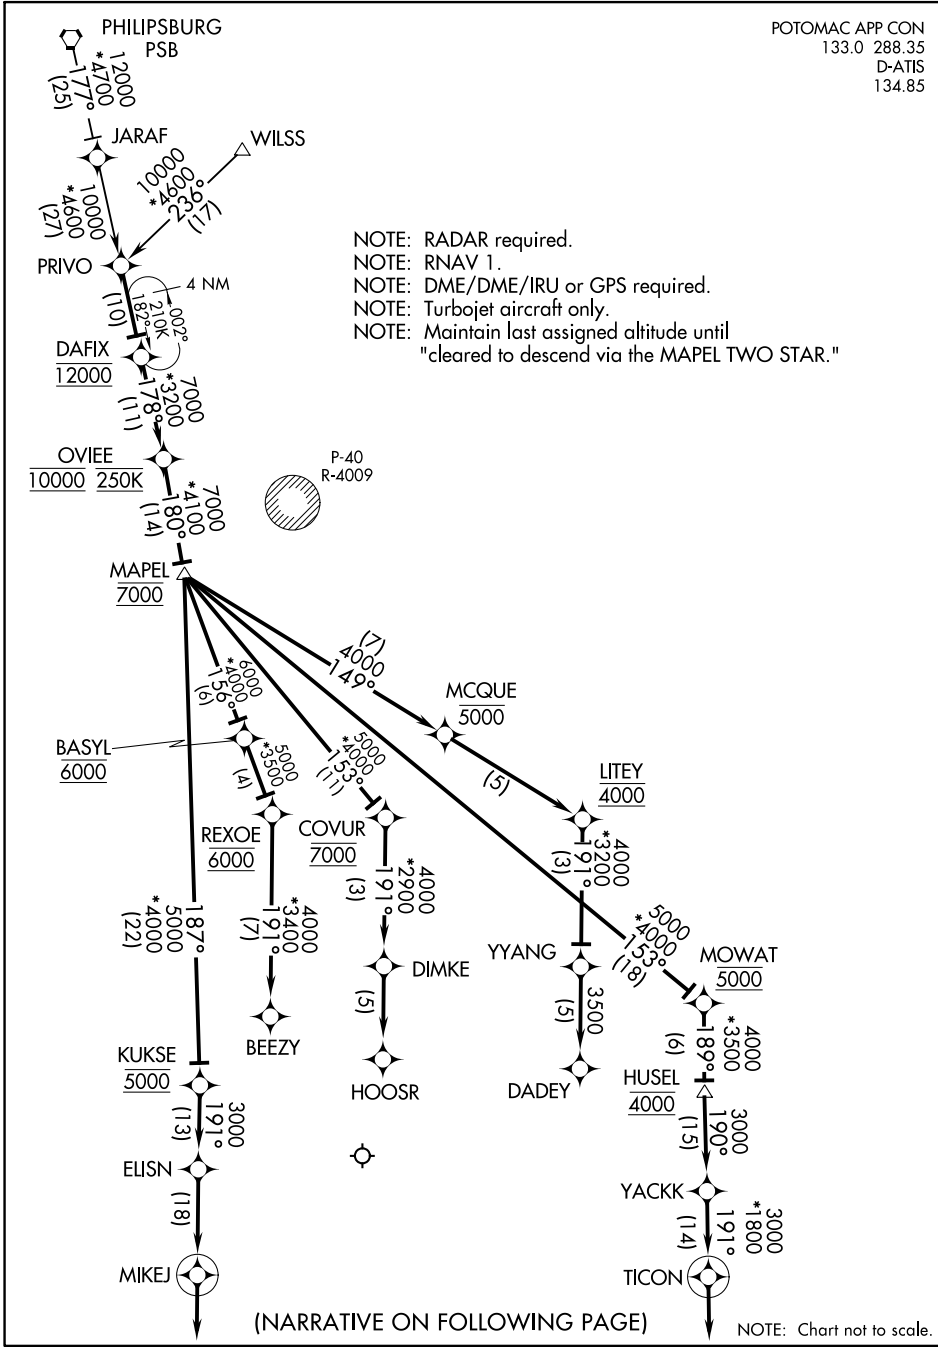 PHILIPSBURG
PSB
POTOMAC APP CON
133.0 288.35
D-ATIS
134.85
12000
*4700
177°
(25)
JARAF
WILSS
10000
*4600
236°
(17)
10000
*4600
(27)
PRIVO
NOTE: RADAR required.
NOTE: RNAV 1.
NOTE: DME/DME/IRU or GPS required.
NOTE: Turbojet aircraft only.
NOTE: Maintain last assigned altitude until
"cleared to descend via the MAPEL TWO STAR."
4 NM
(10)
002°
210K
182°
DAFIX
12000
7000
*3200
178°
(11)
OVIEE
10000 250K
P-40
R-4009
7000
*4100
180°
(14)
MAPEL
7000
(7)
4000
149°
6000
*4000
156°
(6)
MCQUE
5000
BASYL
6000
5000
*3500
(4)
5000
*4000
153°
(11)
(5)
LITEY
4000
REXOE
6000
COVUR
7000
4000
*3200
191°
(3)
5000
*4000
187°
(22)
4000
*3400
191°
(7)
4000
*2900
191°
(3)
5000
*4000
153°
(18)
YYANG
MOWAT
5000
DIMKE
3500
(5)
(5)
BEEZY
4000
*3500
189°
(6)
KUKSE
5000
HOOSR
DADEY
HUSEL
4000
3000
191°
(13)
3000
190°
(15)
ELISN
YACKK
(18)
3000
*1800
191°
(14)
MIKEJ
TICON
(NARRATIVE ON FOLLOWING PAGE)
NOTE: Chart not to scale.